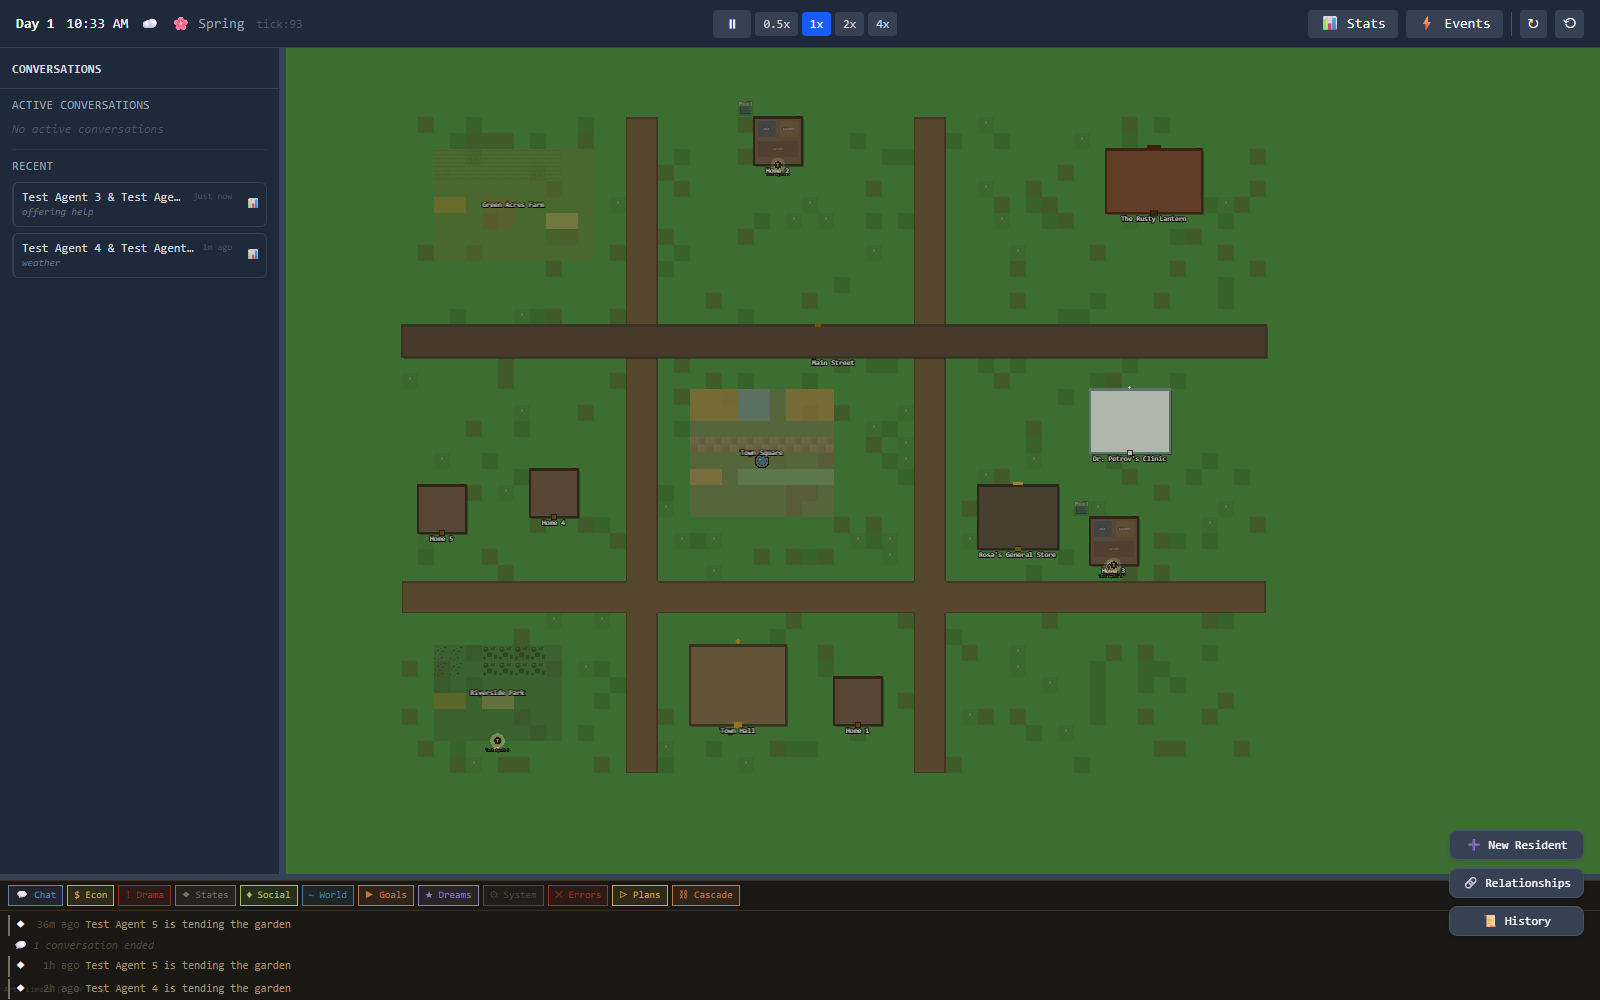 Day 1 10:33 AM Spring tick:93
0.5x 1x 2x 4x
Stats Events
CONVERSATIONS
ACTIVE CONVERSATIONS
No active conversations
RECENT
Test Agent 3 & Test Age… just now
offering help
Test Agent 4 & Test Agent… 1m ago
weather
Home 2
Green Acres Farm
The Rusty Lantern
Main Street
Town Square
Dr. Petrov's Clinic
Home 5
Home 4
Rosa's General Store
Home 3
Riverside Park
Town Hall
Home 1
New Resident
Relationships
History
Chat $ Econ ! Drama States Social ~ World Goals Dreams System Errors Plans Cascade
36m ago Test Agent 5 is tending the garden
1 conversation ended
1h ago Test Agent 5 is tending the garden
2h ago Test Agent 4 is tending the garden